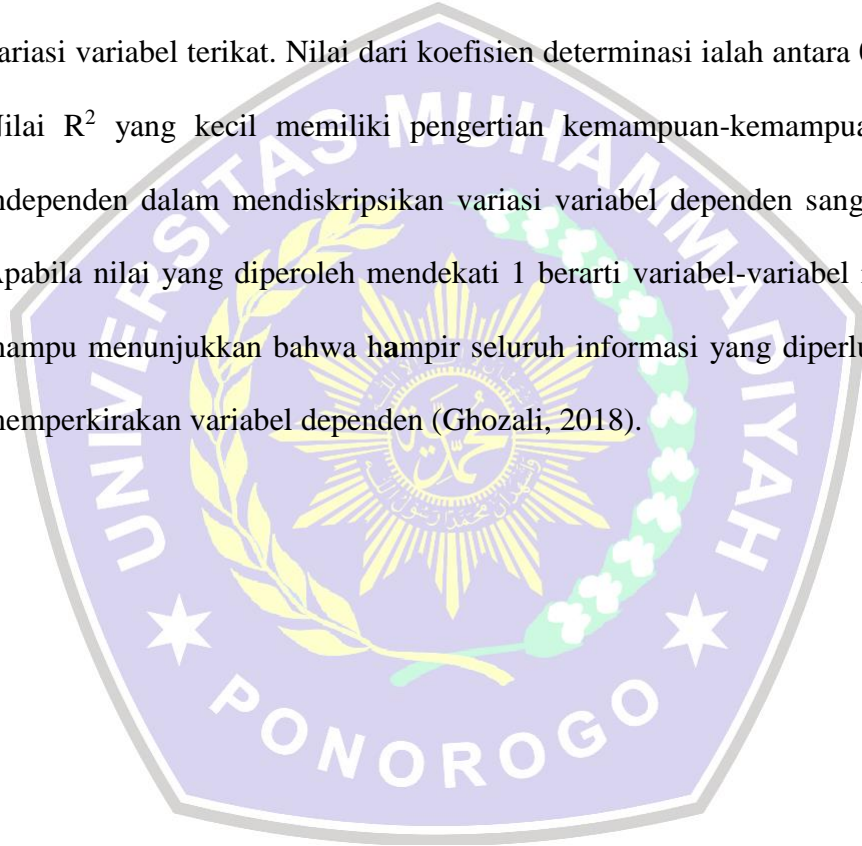 ariasi variabel terikat. Nilai dari koefisien determinasi ialah antara
Nilai R² yang kecil memiliki pengertian kemampuan-kemampua
ndependen dalam mendiskripsikan variasi variabel dependen sang
Apabila nilai yang diperoleh mendekati 1 berarti variabel-variabel
mampu menunjukkan bahwa hampir seluruh informasi yang diperlu
memperkirakan variabel dependen (Ghozali, 2018).
UNIVERSITAS MUHAMMADIYAH
PONOROGO